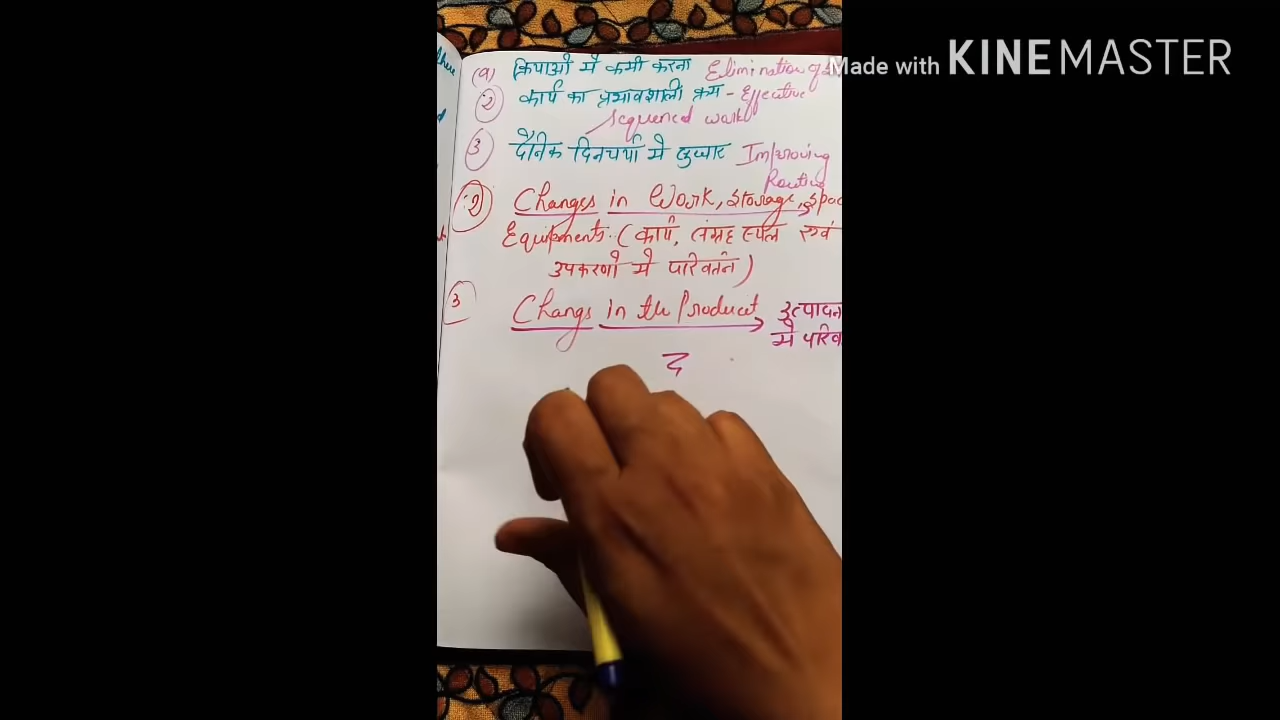 Made with KINEMASTER
(a) क्रियाओं में कमी करना Elimination of
② कार्य का प्रभावशाली क्रम - Effective
Sequenced work
③ दैनिक दिनचर्या में सुधार Improving
Routine
② Changes in Work, Storage, Spac
Equipments. (कार्य, संग्रह स्थल एवं
उपकरणों में परिवर्तन)
③ Changs in the Product उत्पादन
में परिव